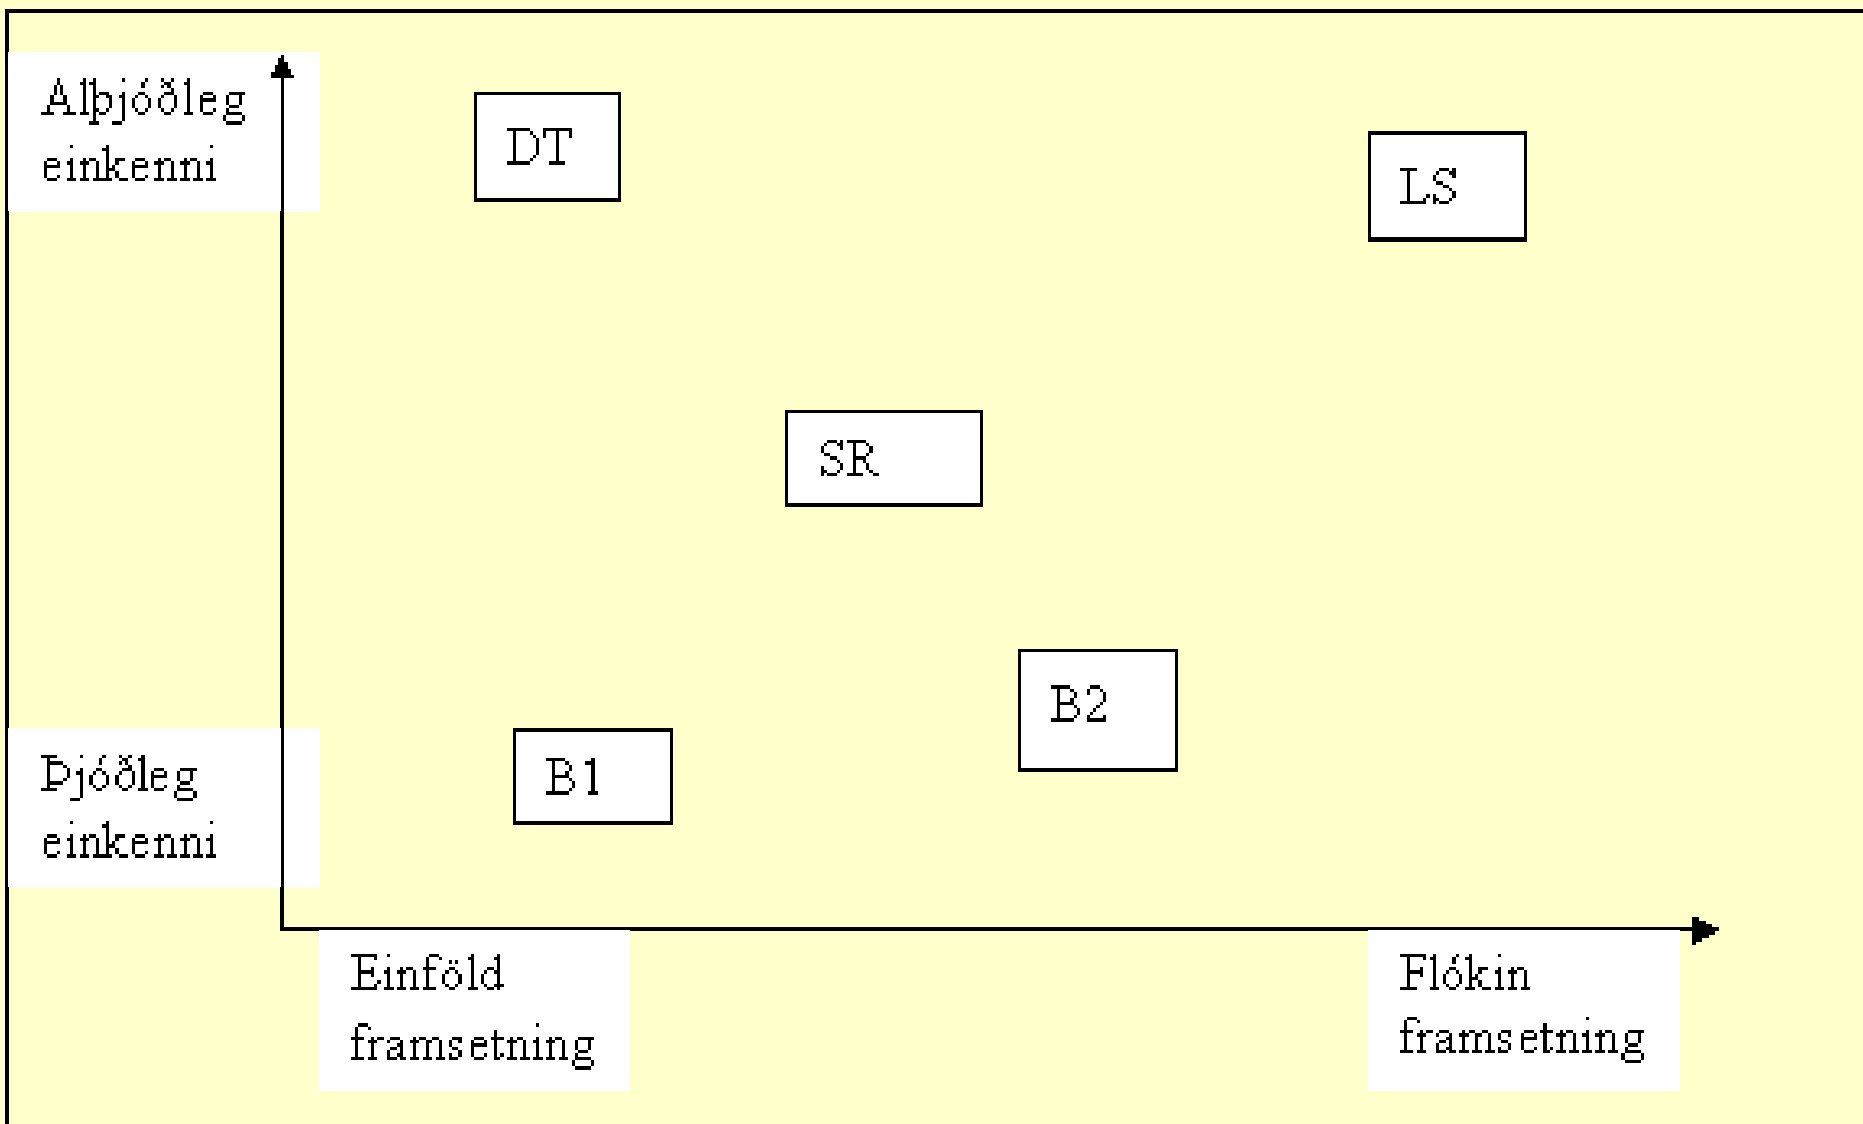 Alþjóðleg
einkenni
DT
LS
SR
B2
Þjóðleg
einkenni
B1
Einföld
framsetning
Flókin
framsetning